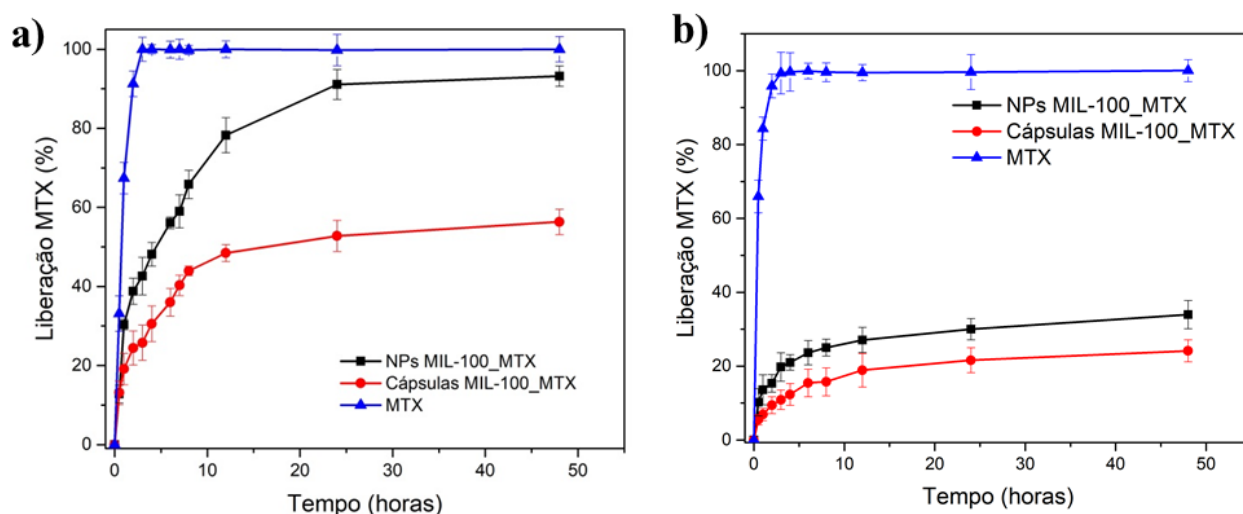 a)
Liberação MTX (%)
100
80
60
40
20
0
NPs MIL-100_MTX
Cápsulas MIL-100_MTX
MTX
0 10 20 30 40 50
Tempo (horas)
b)
Liberação MTX (%)
100
80
60
40
20
0
NPs MIL-100_MTX
Cápsulas MIL-100_MTX
MTX
0 10 20 30 40 50
Tempo (horas)